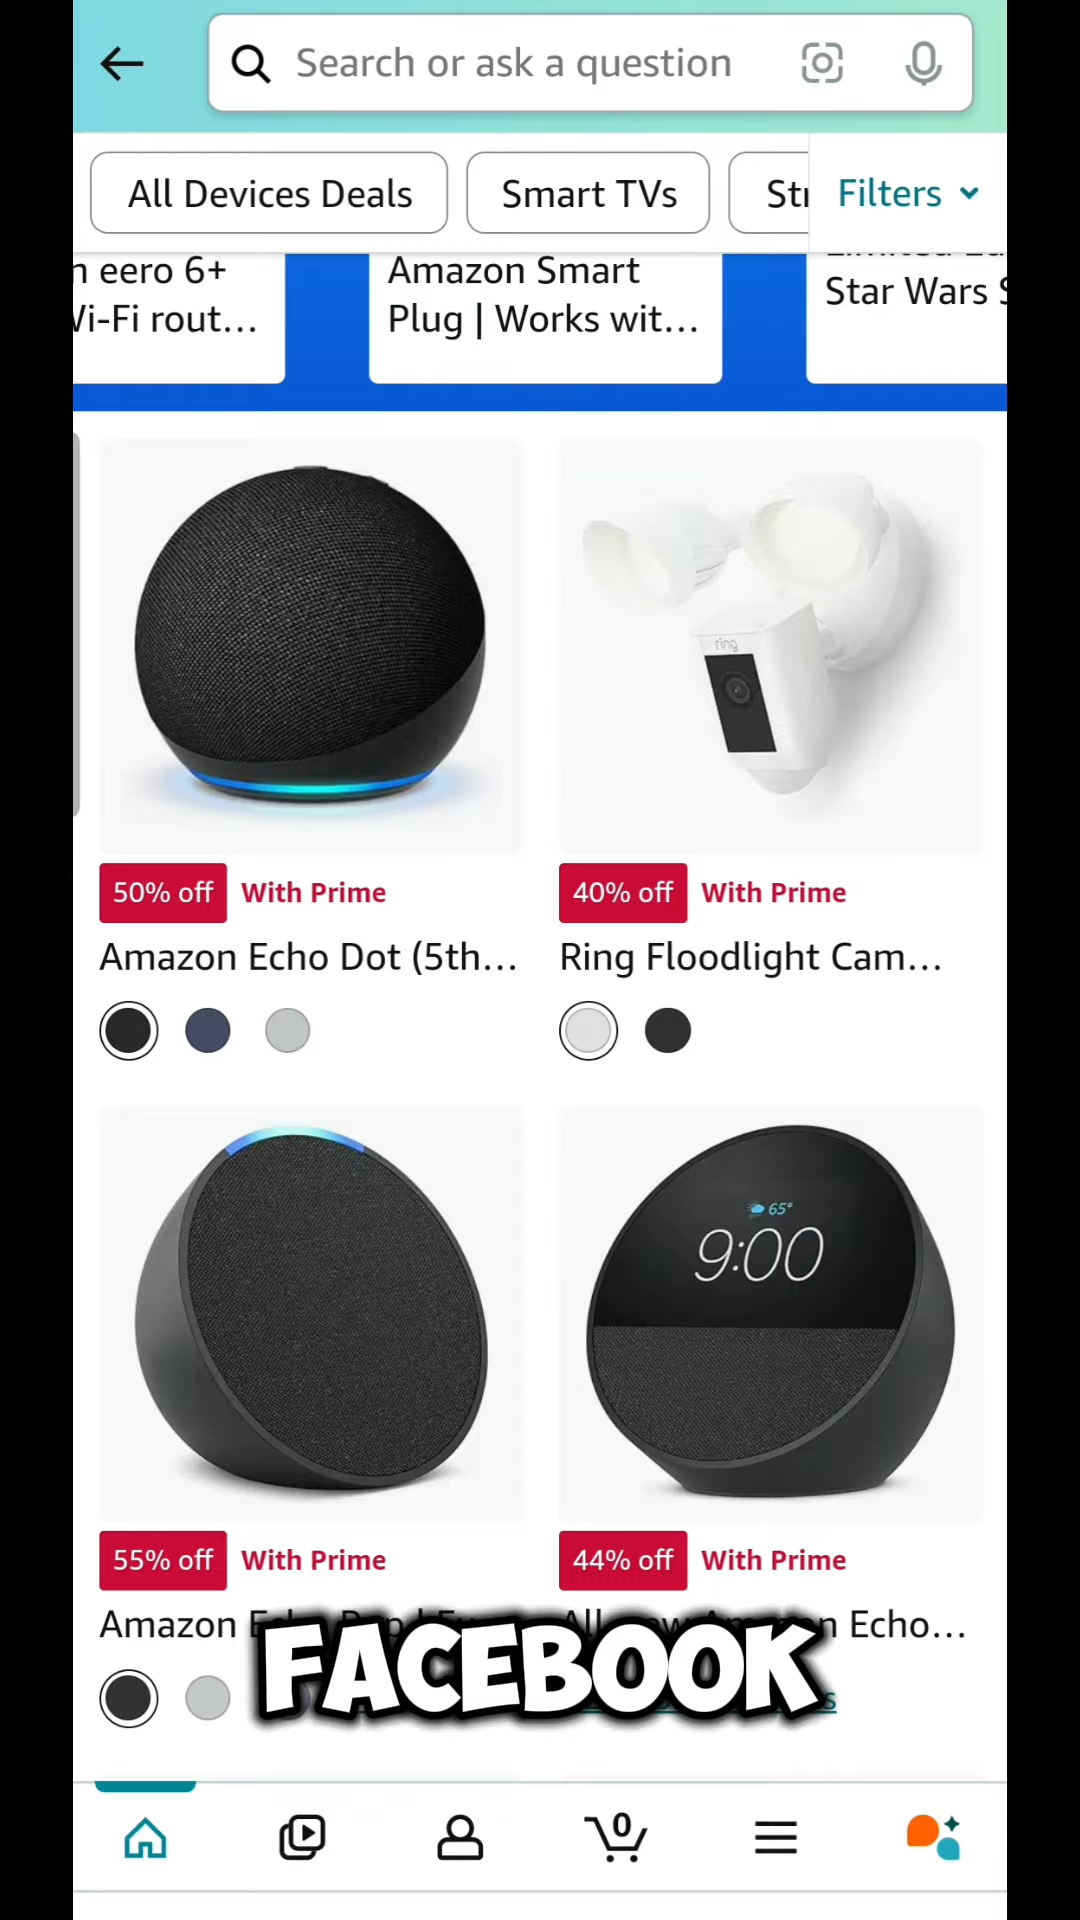 Search or ask a question
All Devices Deals
Smart TVs
Filters
eero 6+
rout...
Amazon Smart
Plug | Works wit...
Star Wars
ring
50% off With Prime
40% off With Prime
Amazon Echo Dot (5th...
Ring Floodlight Cam...
65°
9:00
55% off With Prime
44% off With Prime
Amazon
Echo...
FACEBOOK
0